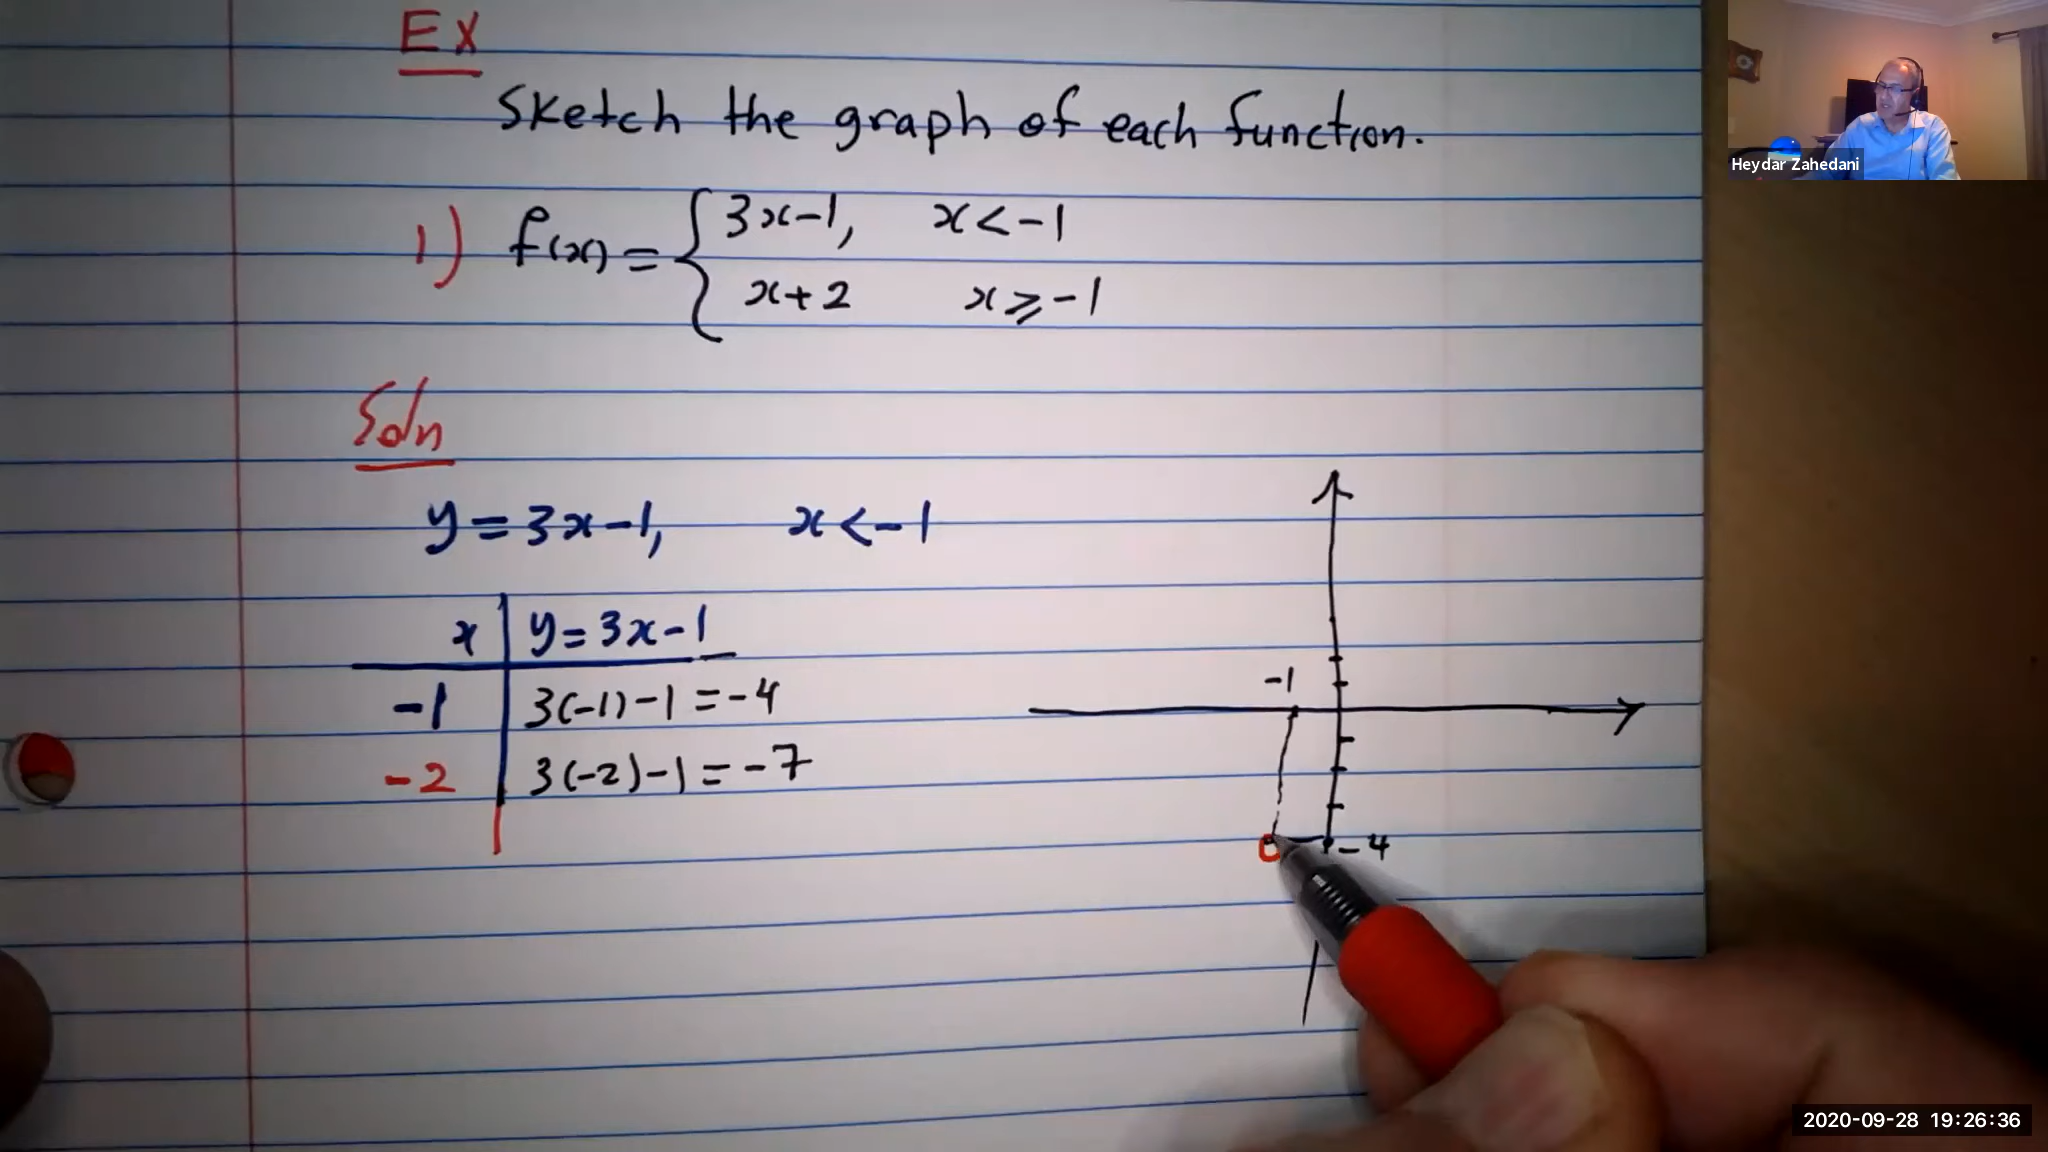 Ex
Sketch the graph of each function.
1) f(x) = { 3x-1, x < -1
x+2 x ⩾ -1
Soln
y = 3x-1, x < -1
x | y = 3x-1
-1 | 3(-1)-1 = -4
-2 | 3(-2)-1 = -7
-1
-4
Heydar Zahedani
2020-09-28 19:26:36